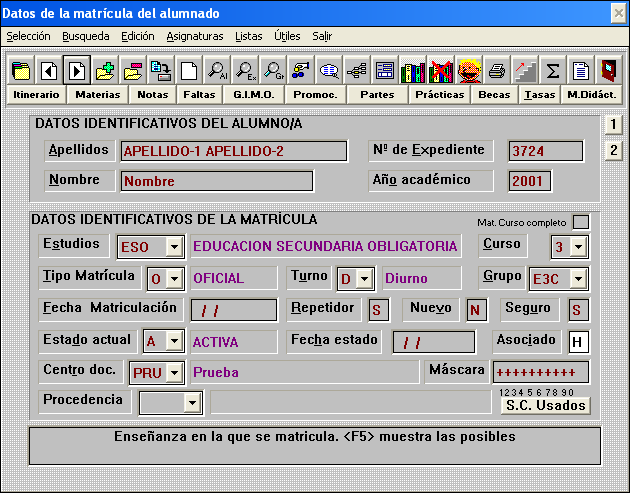 Datos de la matrícula del alumnado
Selección Busqueda Edición Asignaturas Listas Útiles Salir
Al Ex Gr
Itinerario Materias Notas Faltas G.I.M.O. Promoc. Partes Prácticas Becas Tasas M.Didáct.
DATOS IDENTIFICATIVOS DEL ALUMNO/A
1
Apellidos APELLIDO-1 APELLIDO-2 Nº de Expediente 3724
2
Nombre Nombre Año académico 2001
DATOS IDENTIFICATIVOS DE LA MATRÍCULA
Mat. Curso completo
Estudios ESO EDUCACION SECUNDARIA OBLIGATORIA Curso 3
Tipo Matrícula O OFICIAL Turno D Diurno Grupo E3C
Fecha Matriculación / / Repetidor S Nuevo N Seguro S
Estado actual A ACTIVA Fecha estado / / Asociado H
Centro doc. PRU Prueba Máscara ++++++++++
1 2 3 4 5 6 7 8 9 0
Procedencia S.C. Usados
Enseñanza en la que se matricula. <F5> muestra las posibles